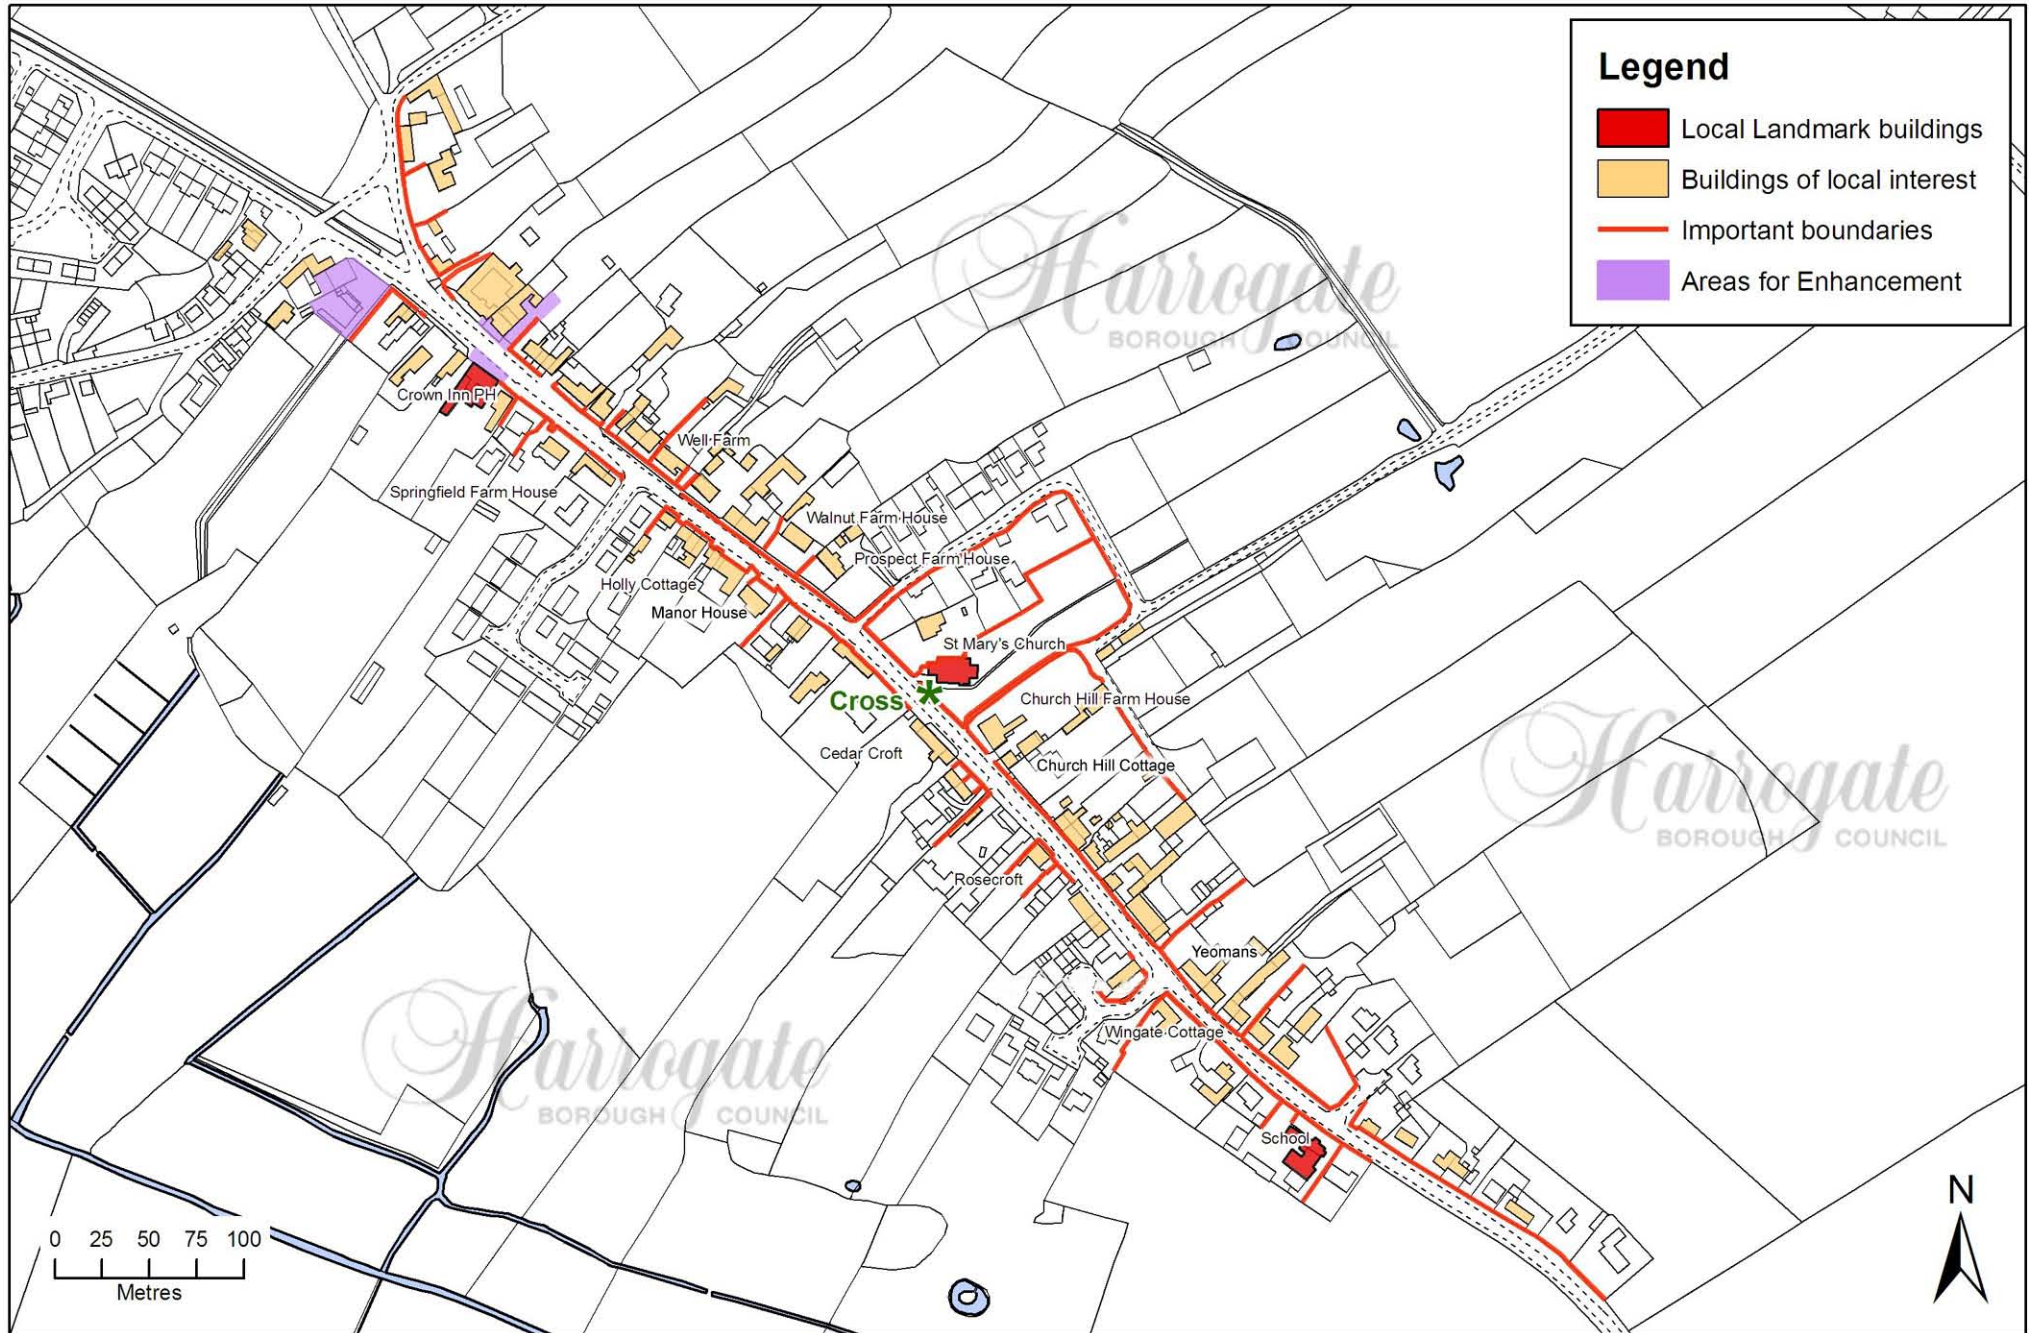 Legend
Local Landmark buildings
Buildings of local interest
Important boundaries
Areas for Enhancement
Harrogate
BOROUGH COUNCIL
Crown Inn PH
Well Farm
Springfield Farm House
Walnut Farm House
Prospect Farm House
Holly Cottage
Manor House
St Mary's Church
Cross
Church Hill Farm House
Cedar Croft
Church Hill Cottage
Harrogate
BOROUGH COUNCIL
Rosecroft
Yeomans
Harrogate
BOROUGH COUNCIL
Wingate Cottage
School
N
0 25 50 75 100
Metres